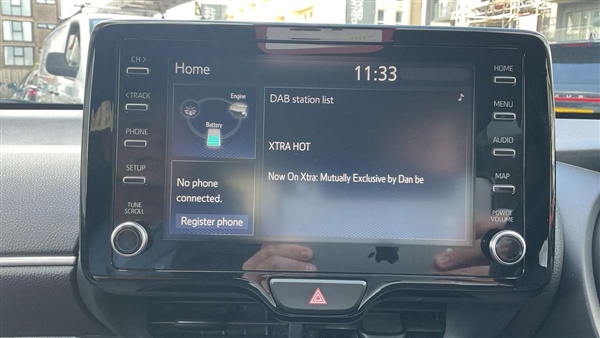 CH >
Home
11:33
HOME
< TRACK
Engine
Battery
DAB station list
MENU
PHONE
XTRA HOT
AUDIO
SETUP
Now On Xtra: Mutually Exclusive by Dan be
MAP
No phone
connected.
Register phone
TUNE
SCROLL
POWER
VOLUME